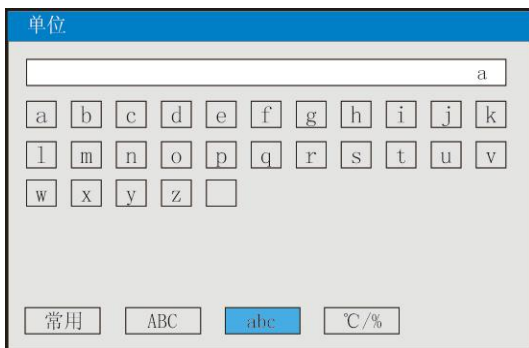 单位
a
a b c d e f g h i j k
l m n o p q r s t u v
w x y z
常用 ABC abc ℃/%